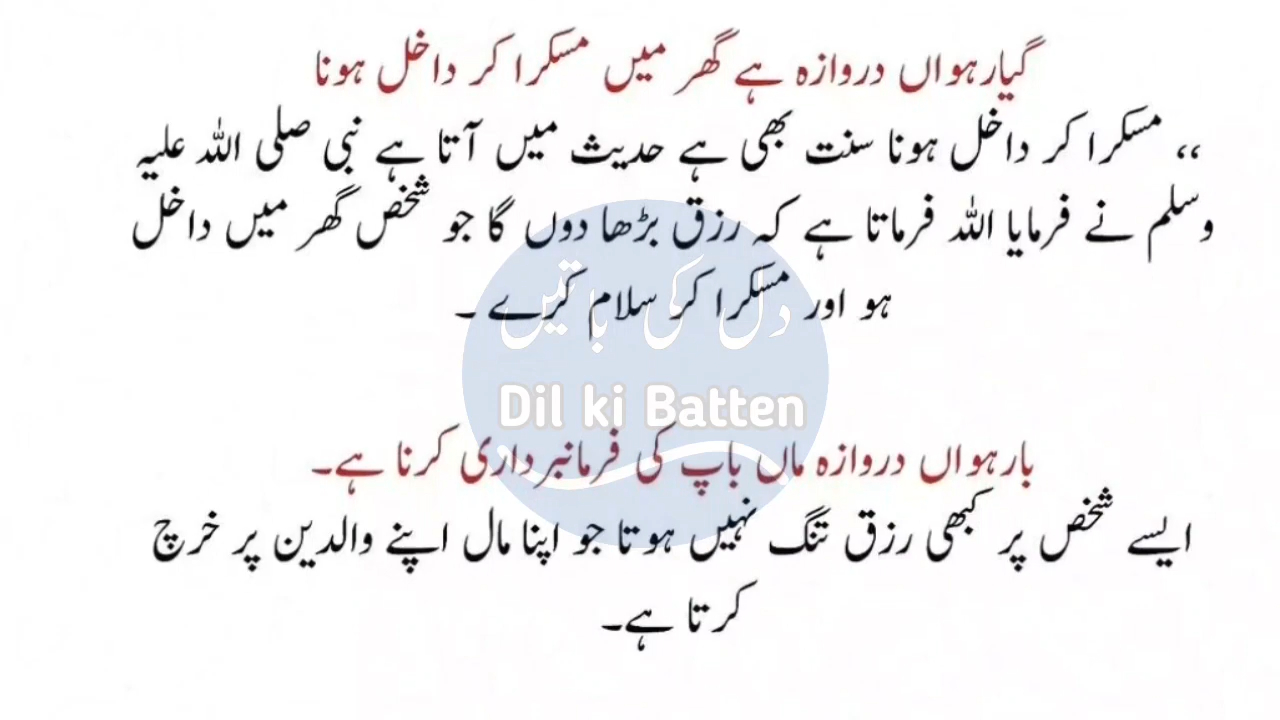 گیارہواں دروازہ ہے گھر میں مسکرا کر داخل ہونا
،، مسکرا کر داخل ہونا سنت بھی ہے حدیث میں آتا ہے نبی صلی اللہ علیہ
وسلم نے فرمایا اللہ فرماتا ہے کہ رزق بڑھا دوں گا جو شخص گھر میں داخل
ہو اور مسکرا کر سلام کرے ۔
دل کی باتیں
Dil ki Batten
بارہواں دروازہ ماں باپ کی فرمانبرداری کرنا ہے۔
ایسے شخص پر کبھی رزق تنگ نہیں ہوتا جو اپنا مال اپنے والدین پر خرچ
کرتا ہے۔